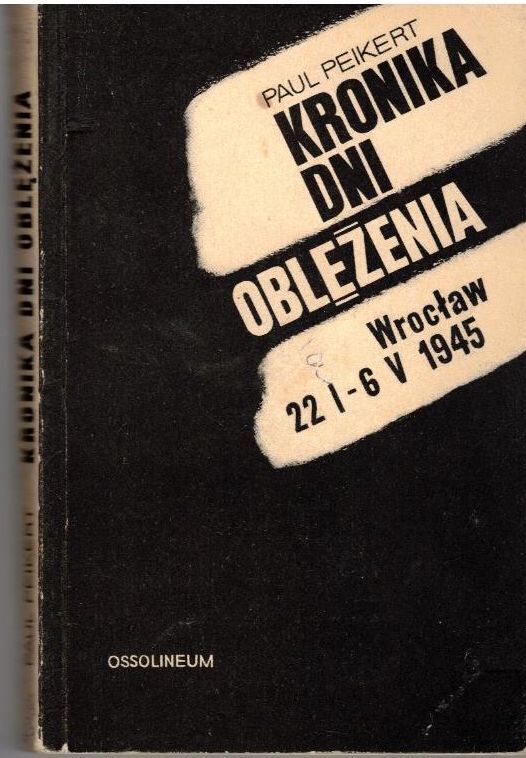 PAUL PEIKERT
KRONIKA
DNI
OBLĘŻENIA
Wrocław
22 I-6 V 1945
OSSOLINEUM
PAUL PEIKERT KRONIKA DNI OBLĘŻENIA